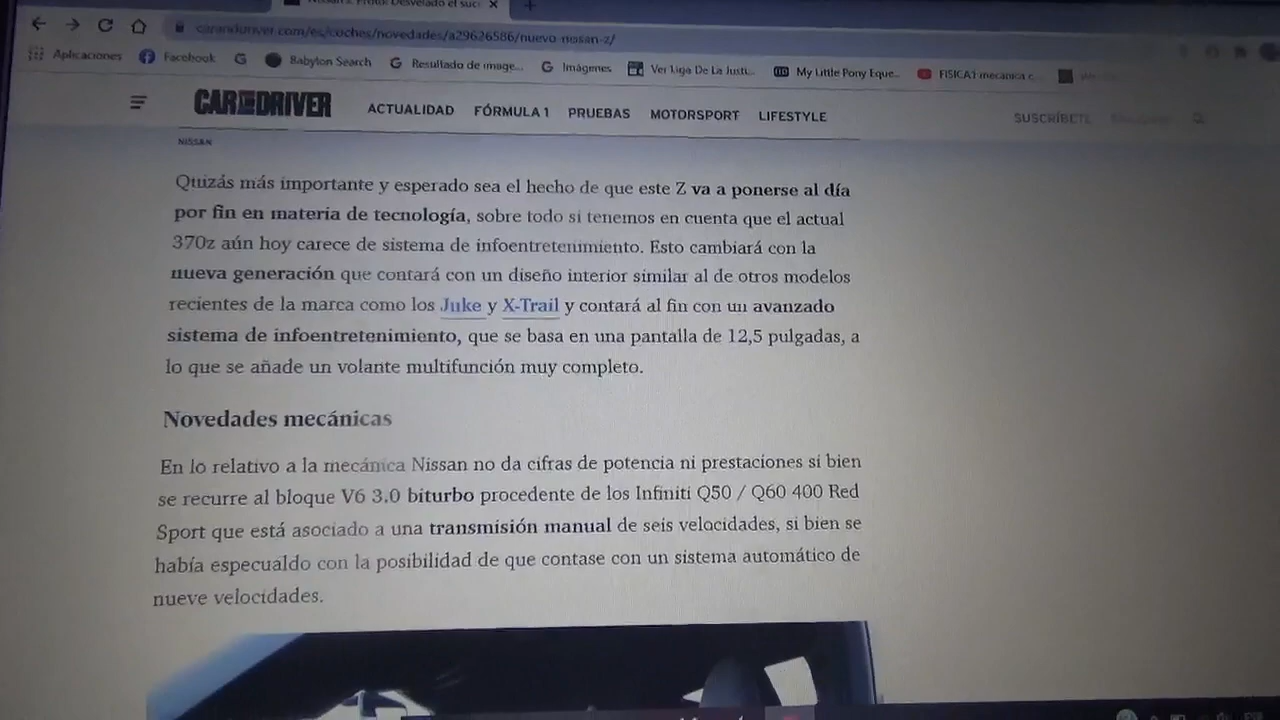 carandriver.com/es/coches/novedades/a29626586/nuevo-nissan-z/
Aplicaciones Facebook Babylon Search Resultado de image... Imágenes Ver Liga De La Justi... My Little Pony Eque... FISICA1 mecanica c...
CAR AND DRIVER ACTUALIDAD FÓRMULA 1 PRUEBAS MOTORSPORT LIFESTYLE SUSCRÍBETE
NISSAN
Quizás más importante y esperado sea el hecho de que este Z va a ponerse al día
por fin en materia de tecnología, sobre todo si tenemos en cuenta que el actual
370z aún hoy carece de sistema de infoentretenimiento. Esto cambiará con la
nueva generación que contará con un diseño interior similar al de otros modelos
recientes de la marca como los Juke y X-Trail y contará al fin con un avanzado
sistema de infoentretenimiento, que se basa en una pantalla de 12,5 pulgadas, a
lo que se añade un volante multifunción muy completo.
Novedades mecánicas
En lo relativo a la mecánica Nissan no da cifras de potencia ni prestaciones si bien
se recurre al bloque V6 3.0 biturbo procedente de los Infiniti Q50 / Q60 400 Red
Sport que está asociado a una transmisión manual de seis velocidades, si bien se
había especualdo con la posibilidad de que contase con un sistema automático de
nueve velocidades.